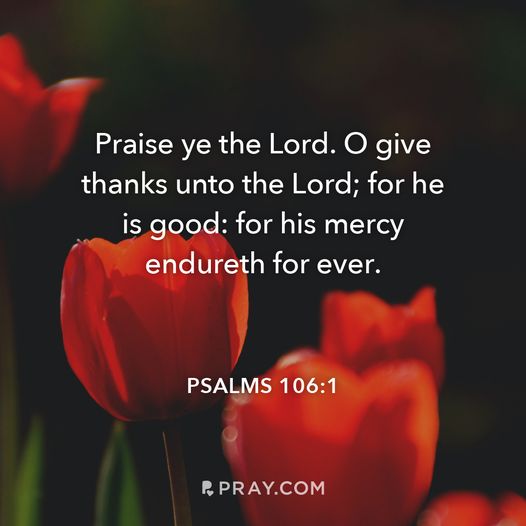 Praise ye the Lord. O give
thanks unto the Lord; for he
is good: for his mercy
endureth for ever.
PSALMS 106:1
PRAY.COM